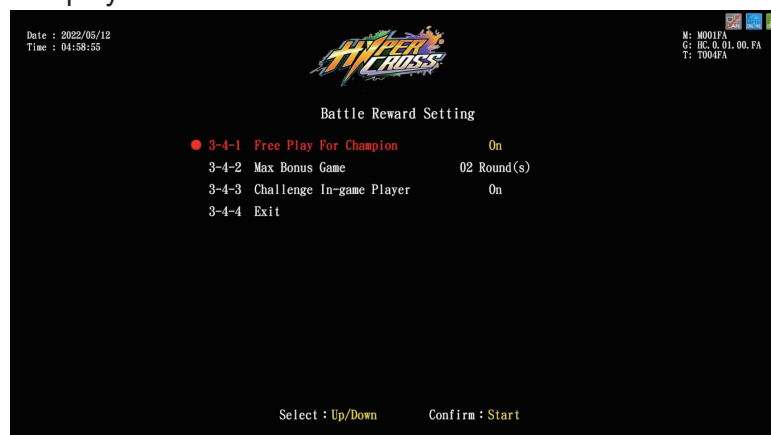 Date : 2022/05/12
Time : 04:58:55
HYPER CROSS
LAN
M: M001FA
G: HC.0.01.00.FA
T: T004FA
Battle Reward Setting
3-4-1 Free Play For Champion On
3-4-2 Max Bonus Game 02 Round(s)
3-4-3 Challenge In-game Player On
3-4-4 Exit
Select : Up/Down Confirm : Start